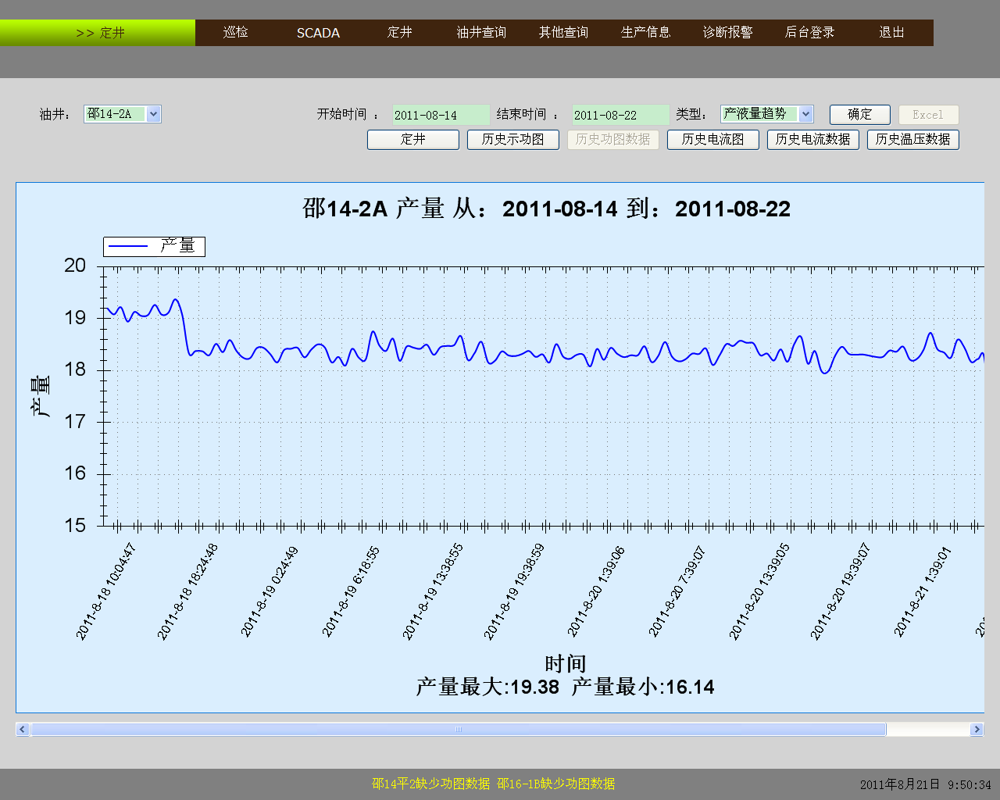 >> 定井 巡检 SCADA 定井 油井查询 其他查询 生产信息 诊断报警 后台登录 退出
油井： 邵14-2A 开始时间 ： 2011-08-14 结束时间 ： 2011-08-22 类型： 产液量趋势 确定 Excel
定井 历史示功图 历史功图数据 历史电流图 历史电流数据 历史温压数据
邵14-2A 产量 从：2011-08-14 到：2011-08-22
产量
20
19
18
17
16
15
产量
2011-8-18 10:04:47
2011-8-18 18:24:48
2011-8-19 0:24:49
2011-8-19 6:18:55
2011-8-19 13:38:55
2011-8-19 19:38:59
2011-8-20 1:39:06
2011-8-20 7:39:07
2011-8-20 13:39:05
2011-8-20 19:39:07
2011-8-21 1:39:01
时间
产量最大:19.38 产量最小:16.14
邵14平2缺少功图数据 邵16-1B缺少功图数据
2011年8月21日 9:50:34